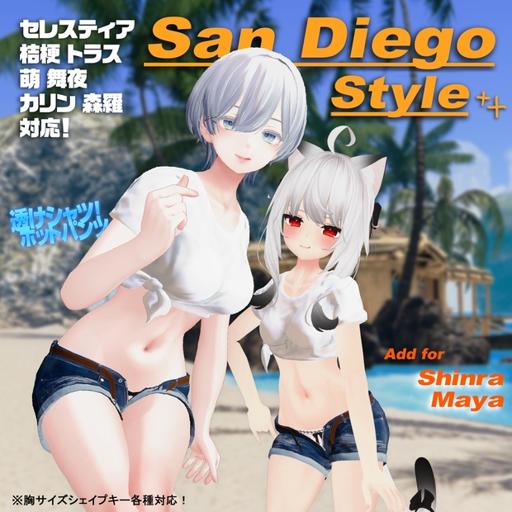 セレスティア
桔梗 トラス
萌 舞夜
カリン 森羅
対応!
San Diego
Style++
透けシャツ!
ホットパンツ
Add for
Shinra
Maya
※胸サイズシェイプキー各種対応!